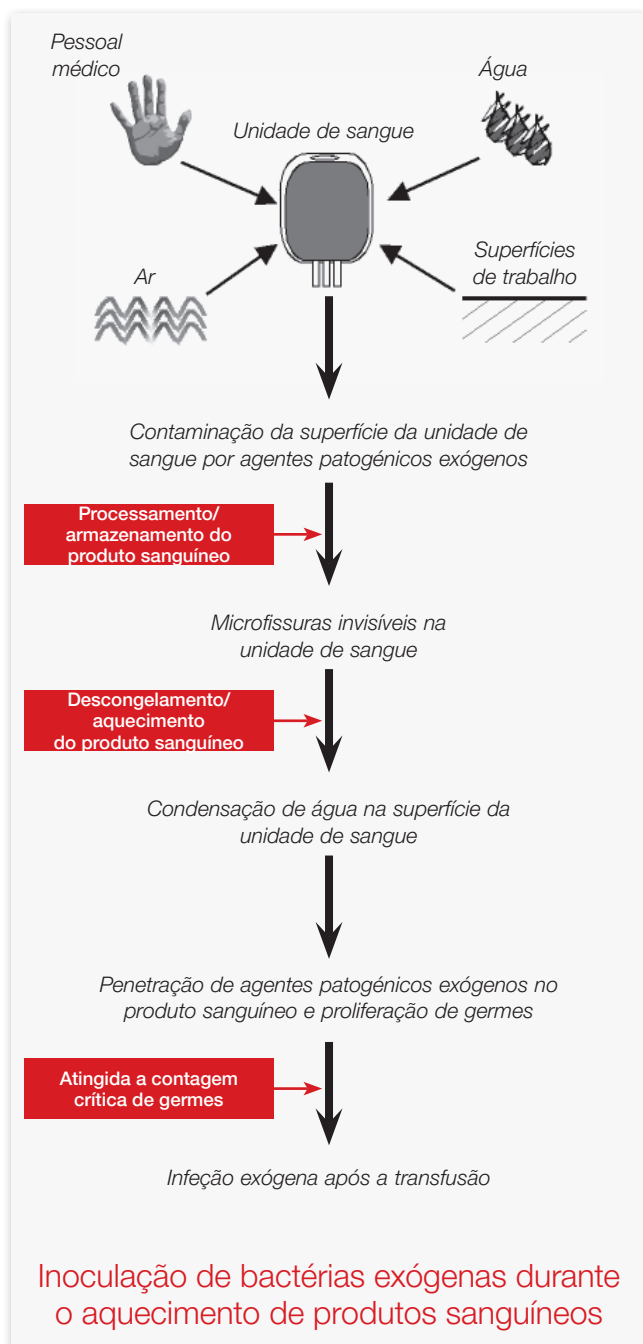 Pessoal
médico
Água
Unidade de sangue
Ar
Superfícies
de trabalho
Contaminação da superfície da unidade de
sangue por agentes patogénicos exógenos
Processamento/
armazenamento do
produto sanguíneo
Microfissuras invisíveis na
unidade de sangue
Descongelamento/
aquecimento
do produto sanguíneo
Condensação de água na superfície da
unidade de sangue
Penetração de agentes patogénicos exógenos no
produto sanguíneo e proliferação de germes
Atingida a contagem
crítica de germes
Infeção exógena após a transfusão
Inoculação de bactérias exógenas durante
o aquecimento de produtos sanguíneos